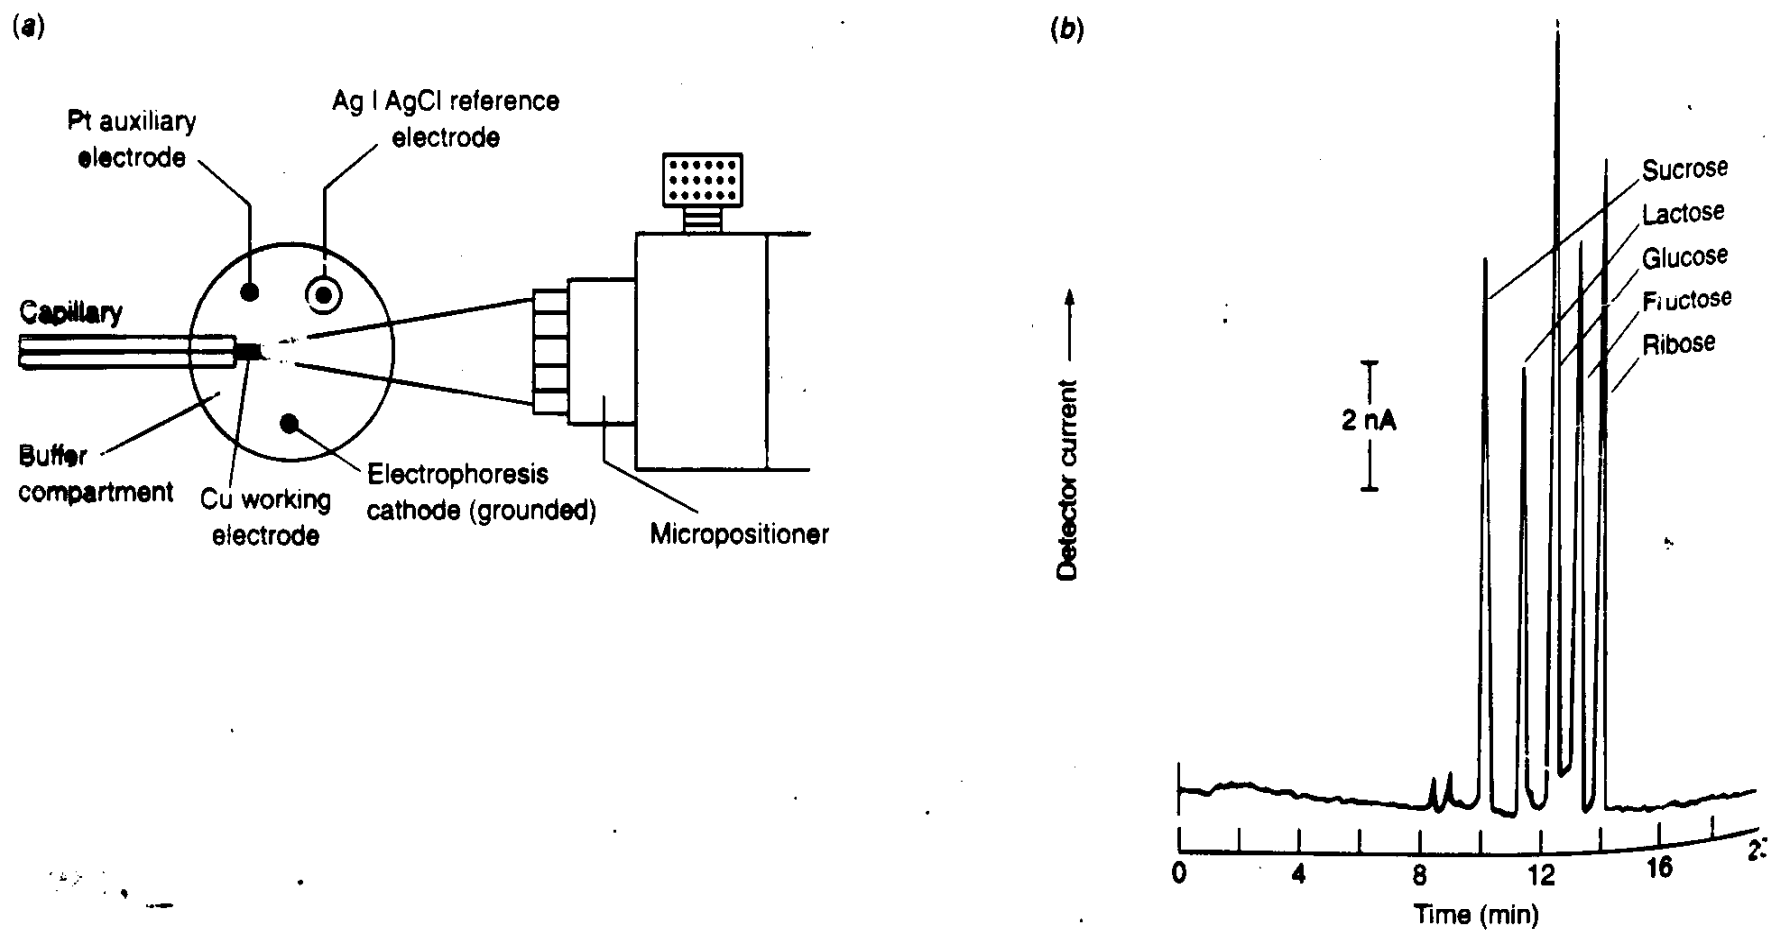 (a)
Pt auxiliary
electrode
Ag | AgCl reference
electrode
Capillary
Buffer
compartment
Cu working
electrode
Electrophoresis
cathode (grounded)
Micropositioner
(b)
Detector current
2 nA
Sucrose
Lactose
Glucose
Fructose
Ribose
0
4
8
12
16
Time (min)